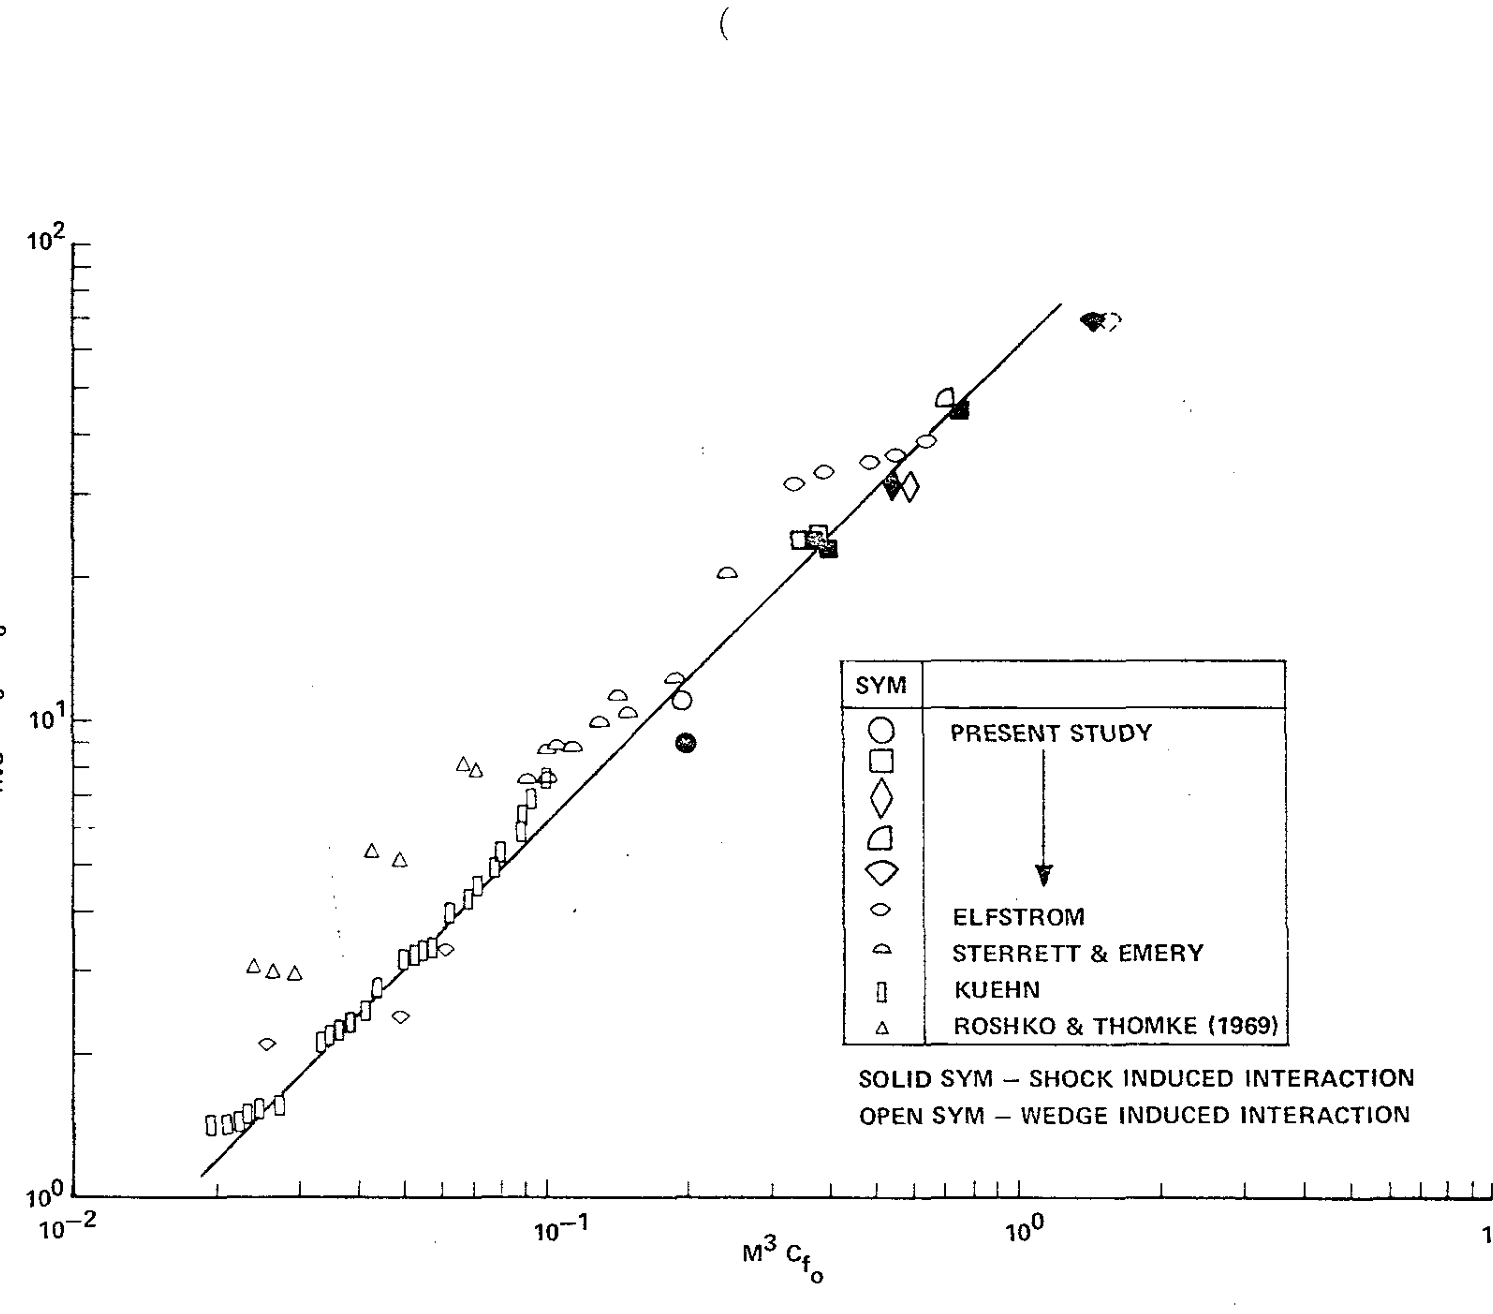 (
10²
10¹
10⁰
10⁻²
10⁻¹
10⁰
1
M³ C_f₀
SYM
PRESENT STUDY
ELFSTROM
STERRETT & EMERY
KUEHN
ROSHKO & THOMKE (1969)
SOLID SYM – SHOCK INDUCED INTERACTION
OPEN SYM – WEDGE INDUCED INTERACTION